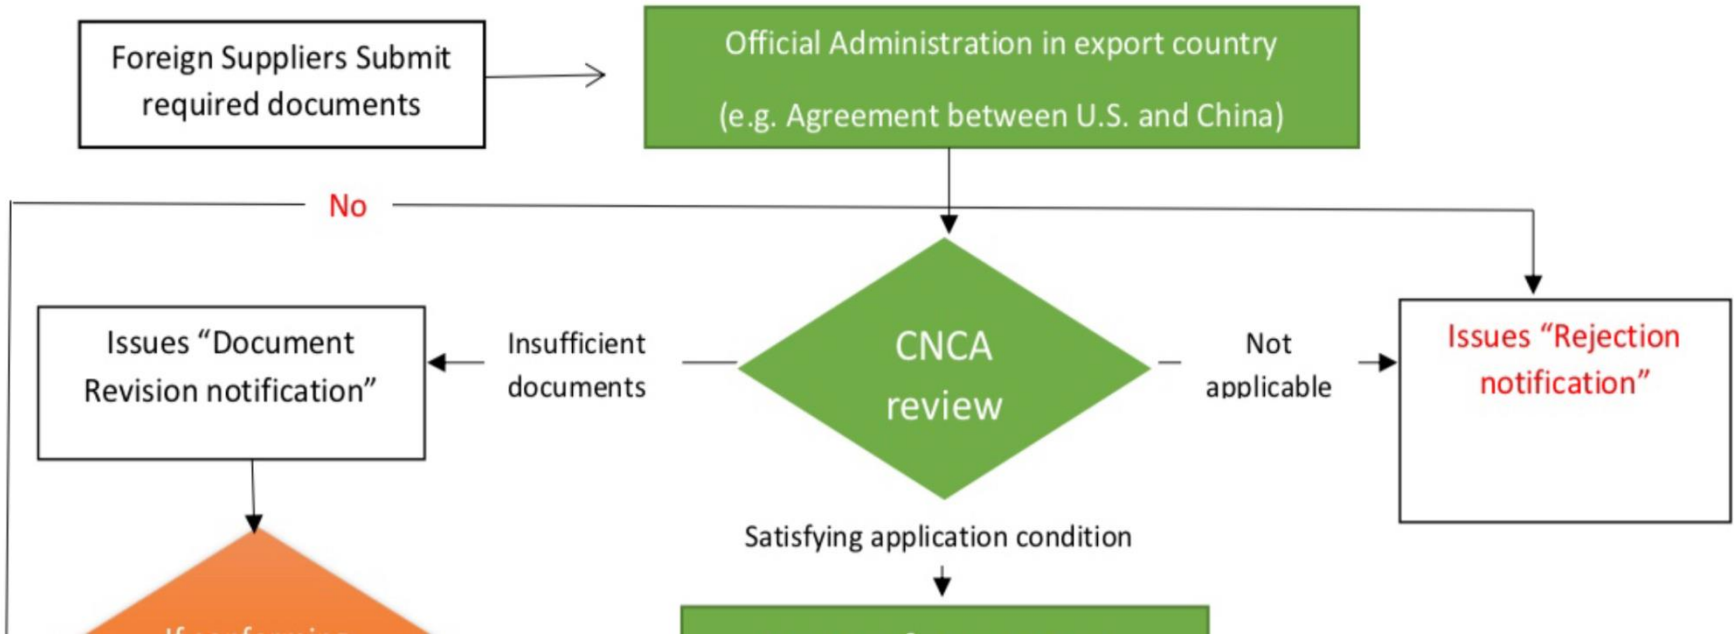 Foreign Suppliers Submit
required documents
Official Administration in export country
(e.g. Agreement between U.S. and China)
No
Issues “Document
Revision notification”
Insufficient
documents
CNCA
review
Not
applicable
Issues “Rejection
notification”
Satisfying application condition